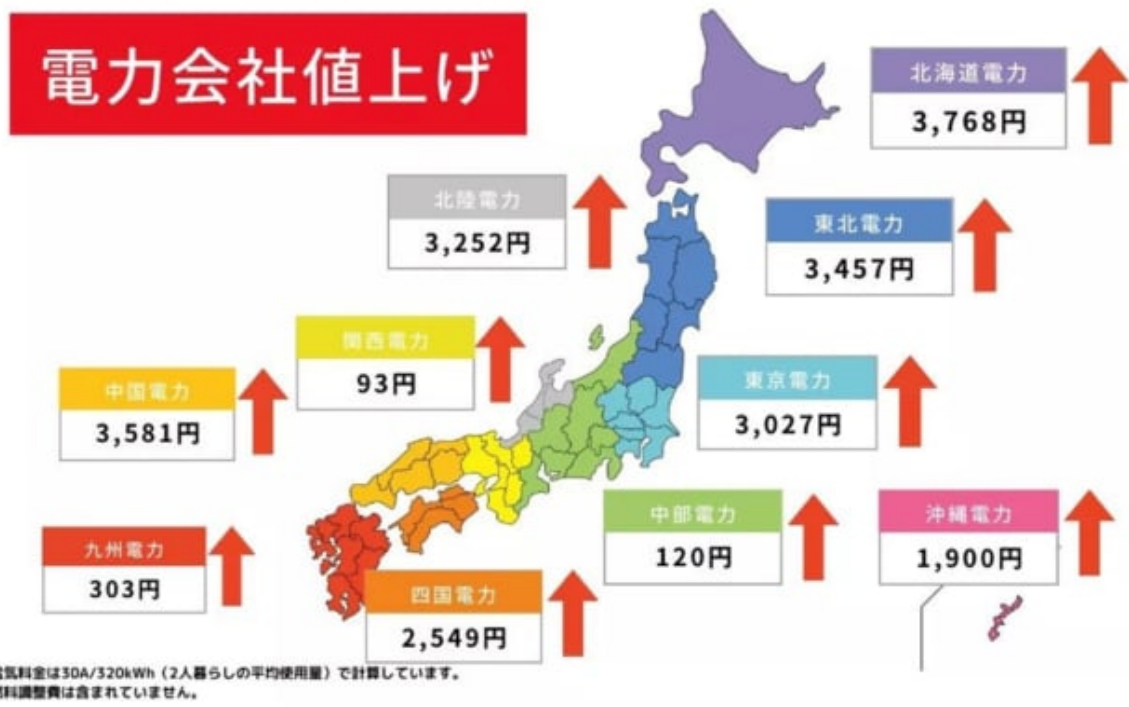 電力会社値上げ
北海道電力
3,768円
北陸電力
3,252円
東北電力
3,457円
関西電力
93円
中国電力
3,581円
東京電力
3,027円
中部電力
120円
沖縄電力
1,900円
九州電力
303円
四国電力
2,549円
気料金は30A/320kWh（2人暮らしの平均使用量）で計算しています。
料調整費は含まれていません。